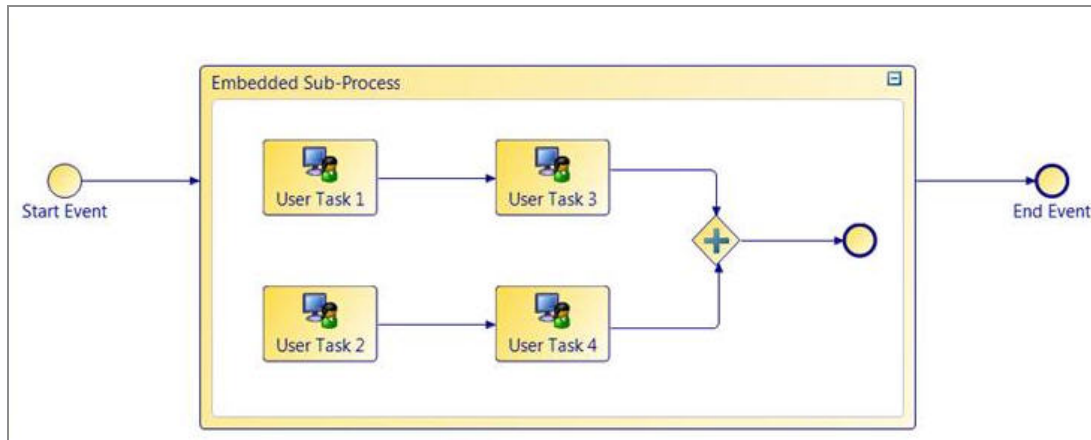 Embedded Sub-Process
User Task 1
User Task 3
Start Event
End Event
User Task 2
User Task 4